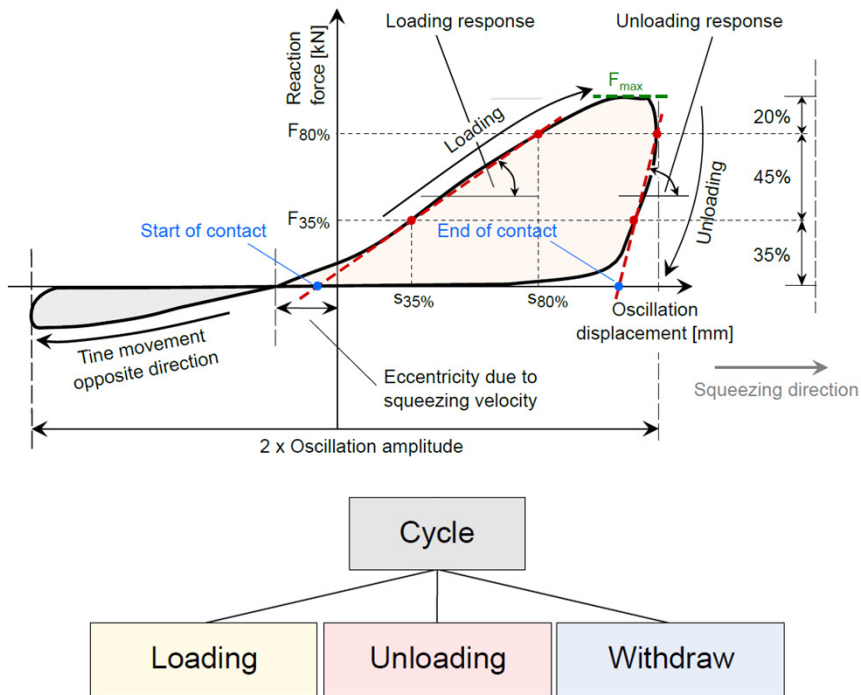 Reaction
force [kN]
Loading response
Unloading response
Fmax
20%
F80%
Loading
45%
Unloading
F35%
Start of contact
End of contact
35%
s35%
s80%
Oscillation
displacement [mm]
Tine movement
opposite direction
Eccentricity due to
squeezing velocity
Squeezing direction
2 x Oscillation amplitude
Cycle
Loading
Unloading
Withdraw